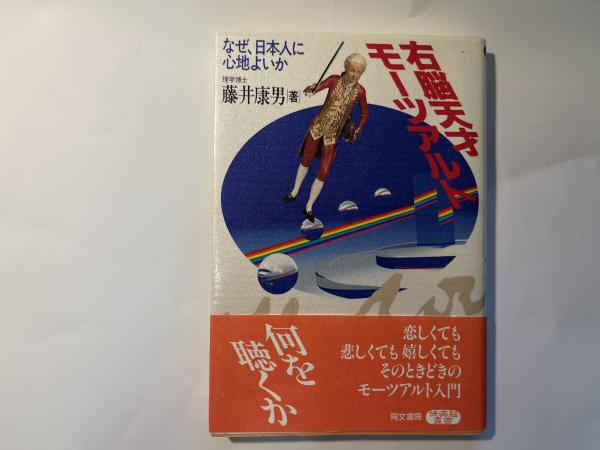 右脳天才
モーツアルト
なぜ、日本人に
心地よいか
理学博士
藤井康男[著]
何を
聴くか
恋しくても
悲しくても 嬉しくても
そのときどきの
モーツアルト入門
同文書院